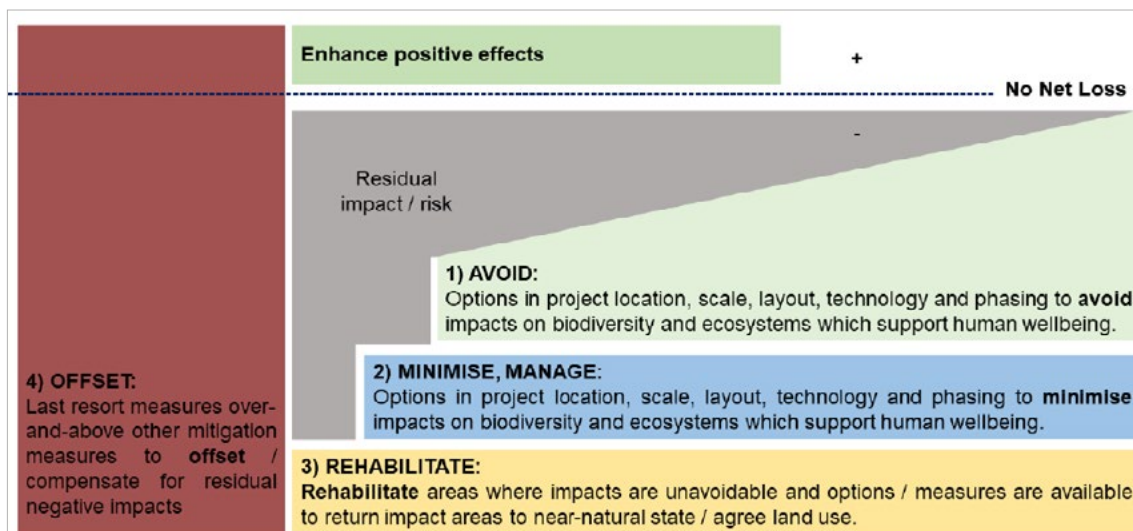 Enhance positive effects
+
No Net Loss
-
Residual
impact / risk
1) AVOID:
Options in project location, scale, layout, technology and phasing to avoid
impacts on biodiversity and ecosystems which support human wellbeing.
2) MINIMISE, MANAGE:
Options in project location, scale, layout, technology and phasing to minimise
impacts on biodiversity and ecosystems which support human wellbeing.
3) REHABILITATE:
Rehabilitate areas where impacts are unavoidable and options / measures are available
to return impact areas to near-natural state / agree land use.
4) OFFSET:
Last resort measures over-
and-above other mitigation
measures to offset /
compensate for residual
negative impacts